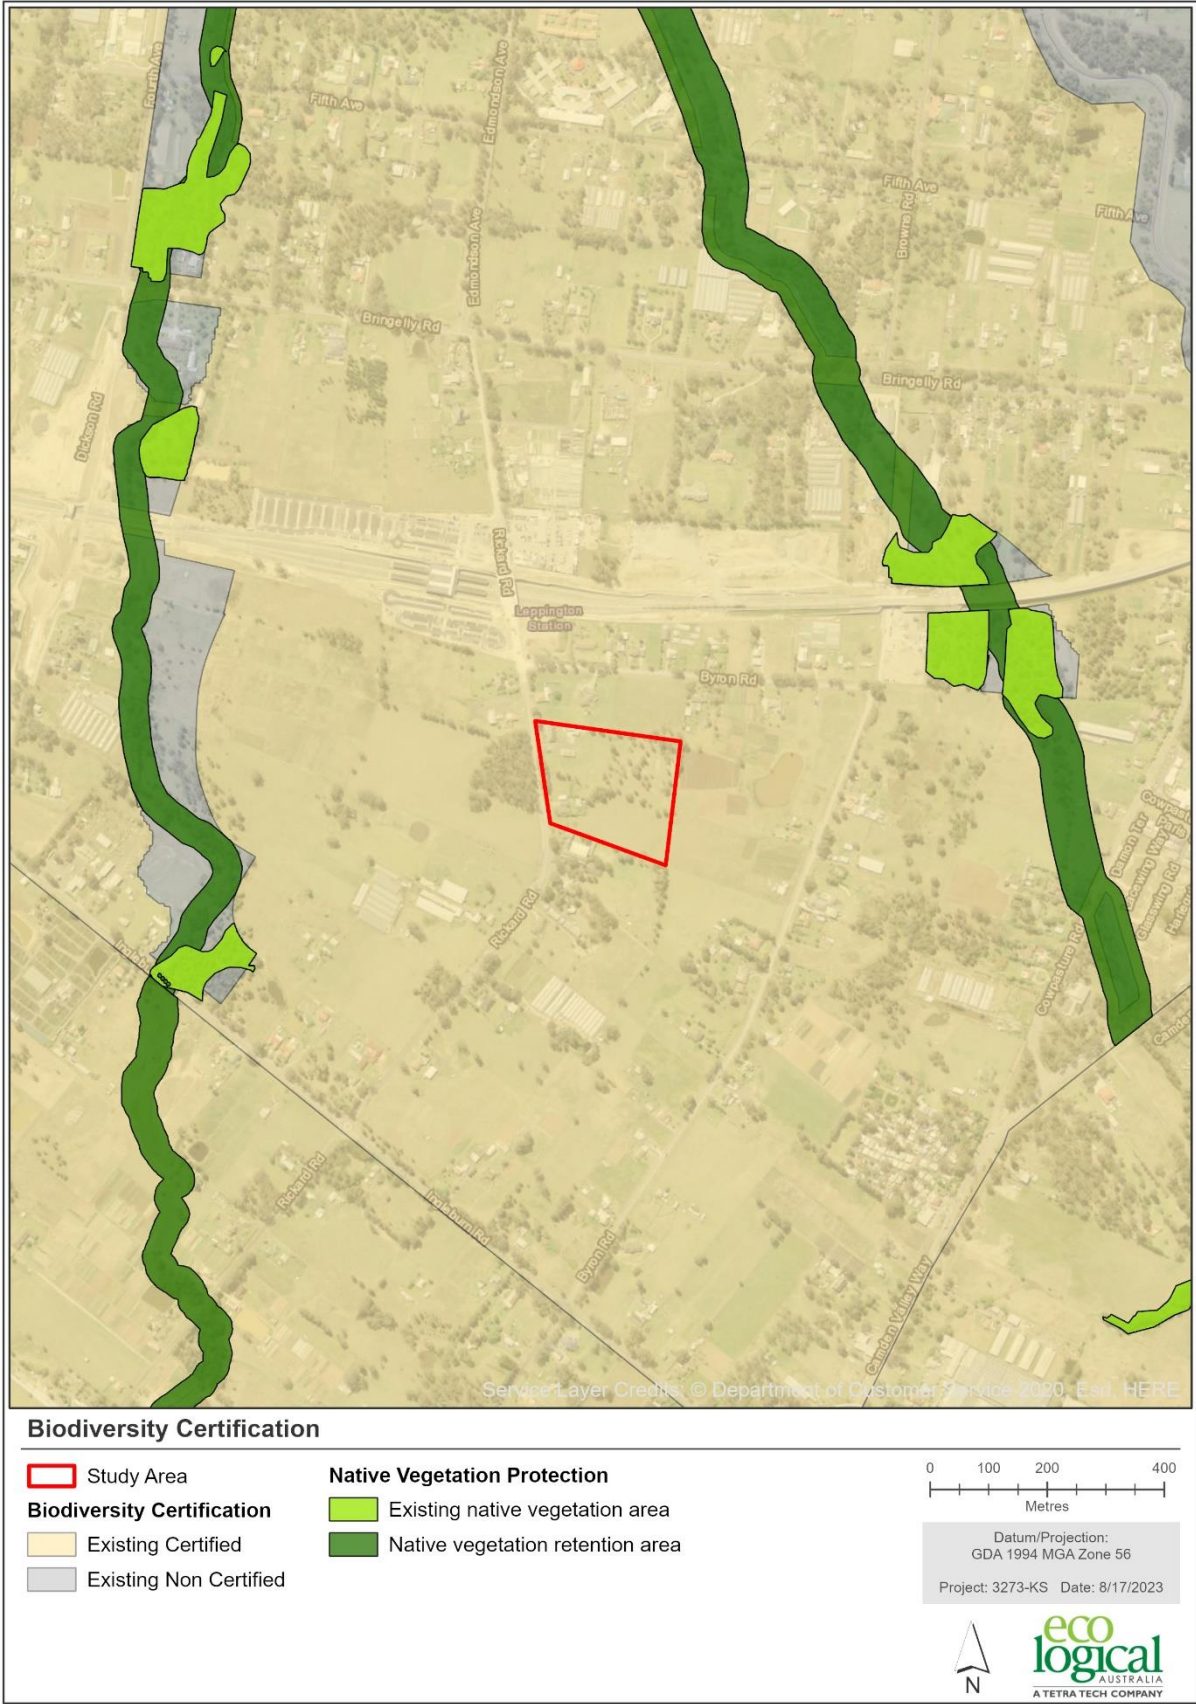 Fourth Ave
Fifth Ave
Edmondson Ave
Fifth Ave
Fifth Ave
Browns Rd
Edmondson Ave
Bringelly Rd
Bringelly Rd
Dickson Rd
Rickard Rd
Leppington
Station
Byron Rd
Rickard Rd
Cowpasture Rd
Damon Ter
Glasswing Rd
Rickard Rd
Ingleburn Rd
Byron Rd
Camden Valley Way
Service Layer Credits: © Department of Customer Service 2020, Esri, HERE
Biodiversity Certification
Study Area
Biodiversity Certification
Existing Certified
Existing Non Certified
Native Vegetation Protection
Existing native vegetation area
Native vegetation retention area
0 100 200 400
Metres
Datum/Projection:
GDA 1994 MGA Zone 56
Project: 3273-KS Date: 8/17/2023
N
eco
logical
AUSTRALIA
A TETRA TECH COMPANY